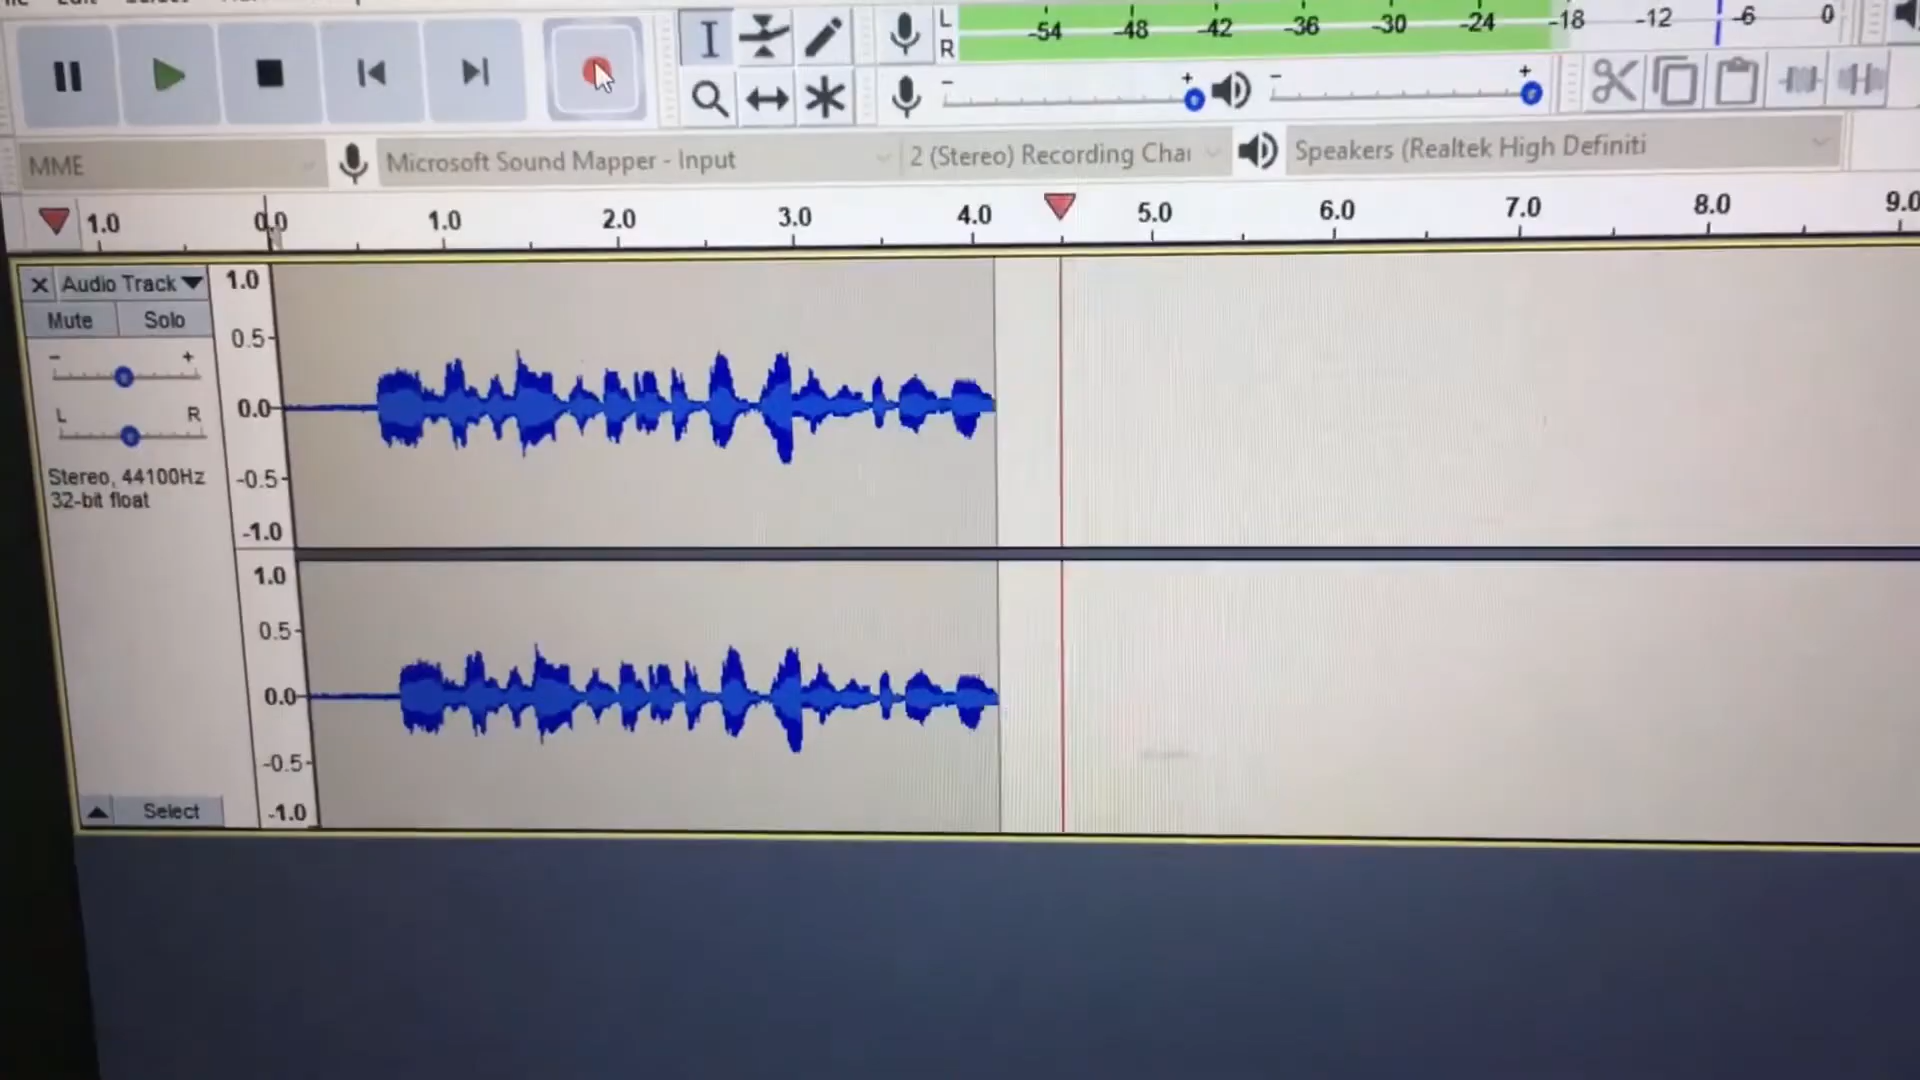 L
R
-54 -48 -42 -36 -30 -24 -18 -12 -6 0
- +
- +
MME
Microsoft Sound Mapper - Input
2 (Stereo) Recording Chai
Speakers (Realtek High Definiti
1.0 0.0 1.0 2.0 3.0 4.0 5.0 6.0 7.0 8.0 9.0
Audio Track
Mute Solo
- +
L R
Stereo, 44100Hz
32-bit float
Select
1.0
0.5
0.0
-0.5
-1.0
1.0
0.5
0.0
-0.5
-1.0